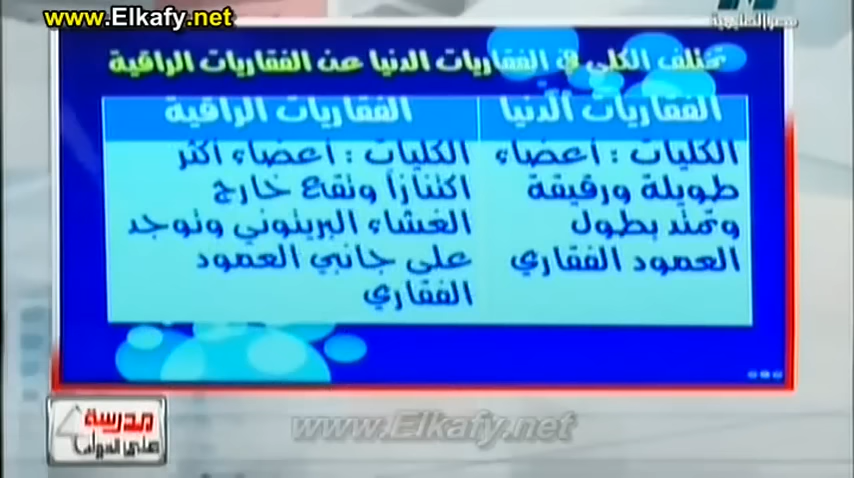 www.Elkafy.net
تختلف الكلى في الفقاريات الدنيا عن الفقاريات الراقية
الفقاريات الدنيا
الكليات : أعضاء
طويلة ورقيقة
وتمتد بطول
العمود الفقاري
الفقاريات الراقية
الكليات : أعضاء أكثر
اكتنازاً وتقع خارج
الغشاء البريتوني وتوجد
على جانبي العمود
الفقاري
مدرسة
على الهواء
www.Elkafy.net